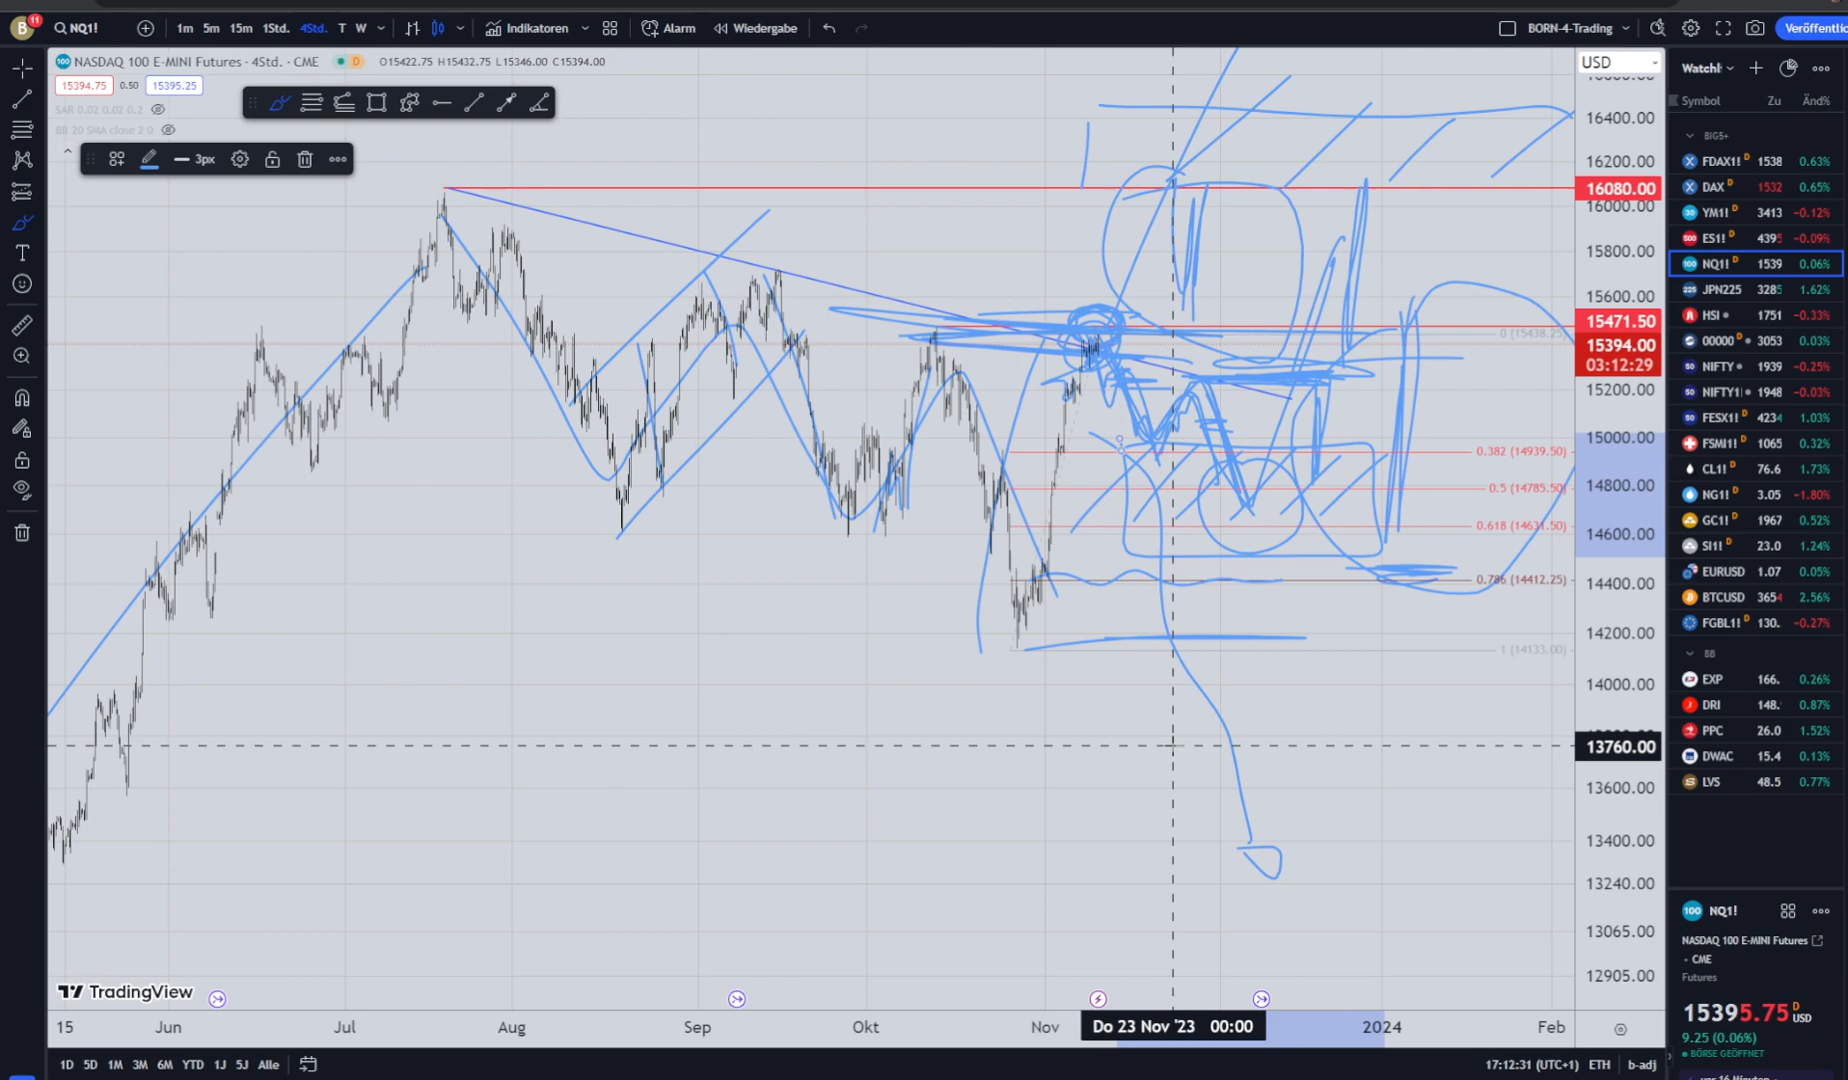 B 11 NQ1! 1m 5m 15m 1Std. 4Std. T W Indikatoren Alarm Wiedergabe BORN-4-Trading Veröffentlic
NASDAQ 100 E-MINI Futures · 4Std. · CME D O15422.75 H15432.75 L15346.00 C15394.00
15394.75 0.50 15395.25
SAR 0.02 0.02 0.2
BB 20 SMA close 2.0
3px
USD
16400.00
16200.00
16080.00
16000.00
15800.00
15600.00
15471.50
0 (15438.25)
15394.00
03:12:29
15200.00
15000.00
0.382 (14939.50)
0.5 (14785.50)
14800.00
0.618 (14631.50)
14600.00
0.786 (14412.25)
14400.00
14200.00
1 (14133.00)
14000.00
13760.00
13600.00
13400.00
13240.00
13065.00
12905.00
TradingView
15 Jun Jul Aug Sep Okt Nov Do 23 Nov '23 00:00 2024 Feb
1D 5D 1M 3M 6M YTD 1J 5J Alle 17:12:31 (UTC+1) ETH b-adj
Watchl
Symbol Zu Änd%
BIG5+
FDAX1! D 1538 0.63%
DAX D 1532 0.65%
YM1! D 3413 -0.12%
ES1! D 4395 -0.09%
NQ1! D 1539 0.06%
JPN225 3285 1.62%
HSI 1751 -0.33%
00000 D 3053 0.03%
NIFTY 1939 -0.25%
NIFTY1! 1948 -0.03%
FESX1! D 4234 1.03%
FSMI1! D 1065 0.32%
CL1! D 76.6 1.73%
NG1! D 3.05 -1.80%
GC1! D 1967 0.52%
SI1! D 23.0 1.24%
EURUSD 1.07 0.05%
BTCUSD 3654 2.56%
FGBL1! D 130. -0.27%
BB
EXP 166. 0.26%
DRI 148. 0.87%
PPC 26.0 1.52%
DWAC 15.4 0.13%
LVS 48.5 0.77%
100 NQ1!
NASDAQ 100 E-MINI Futures
· CME
Futures
15395.75 D USD
9.25 (0.06%)
BÖRSE GEÖFFNET
vor 16 Minuten